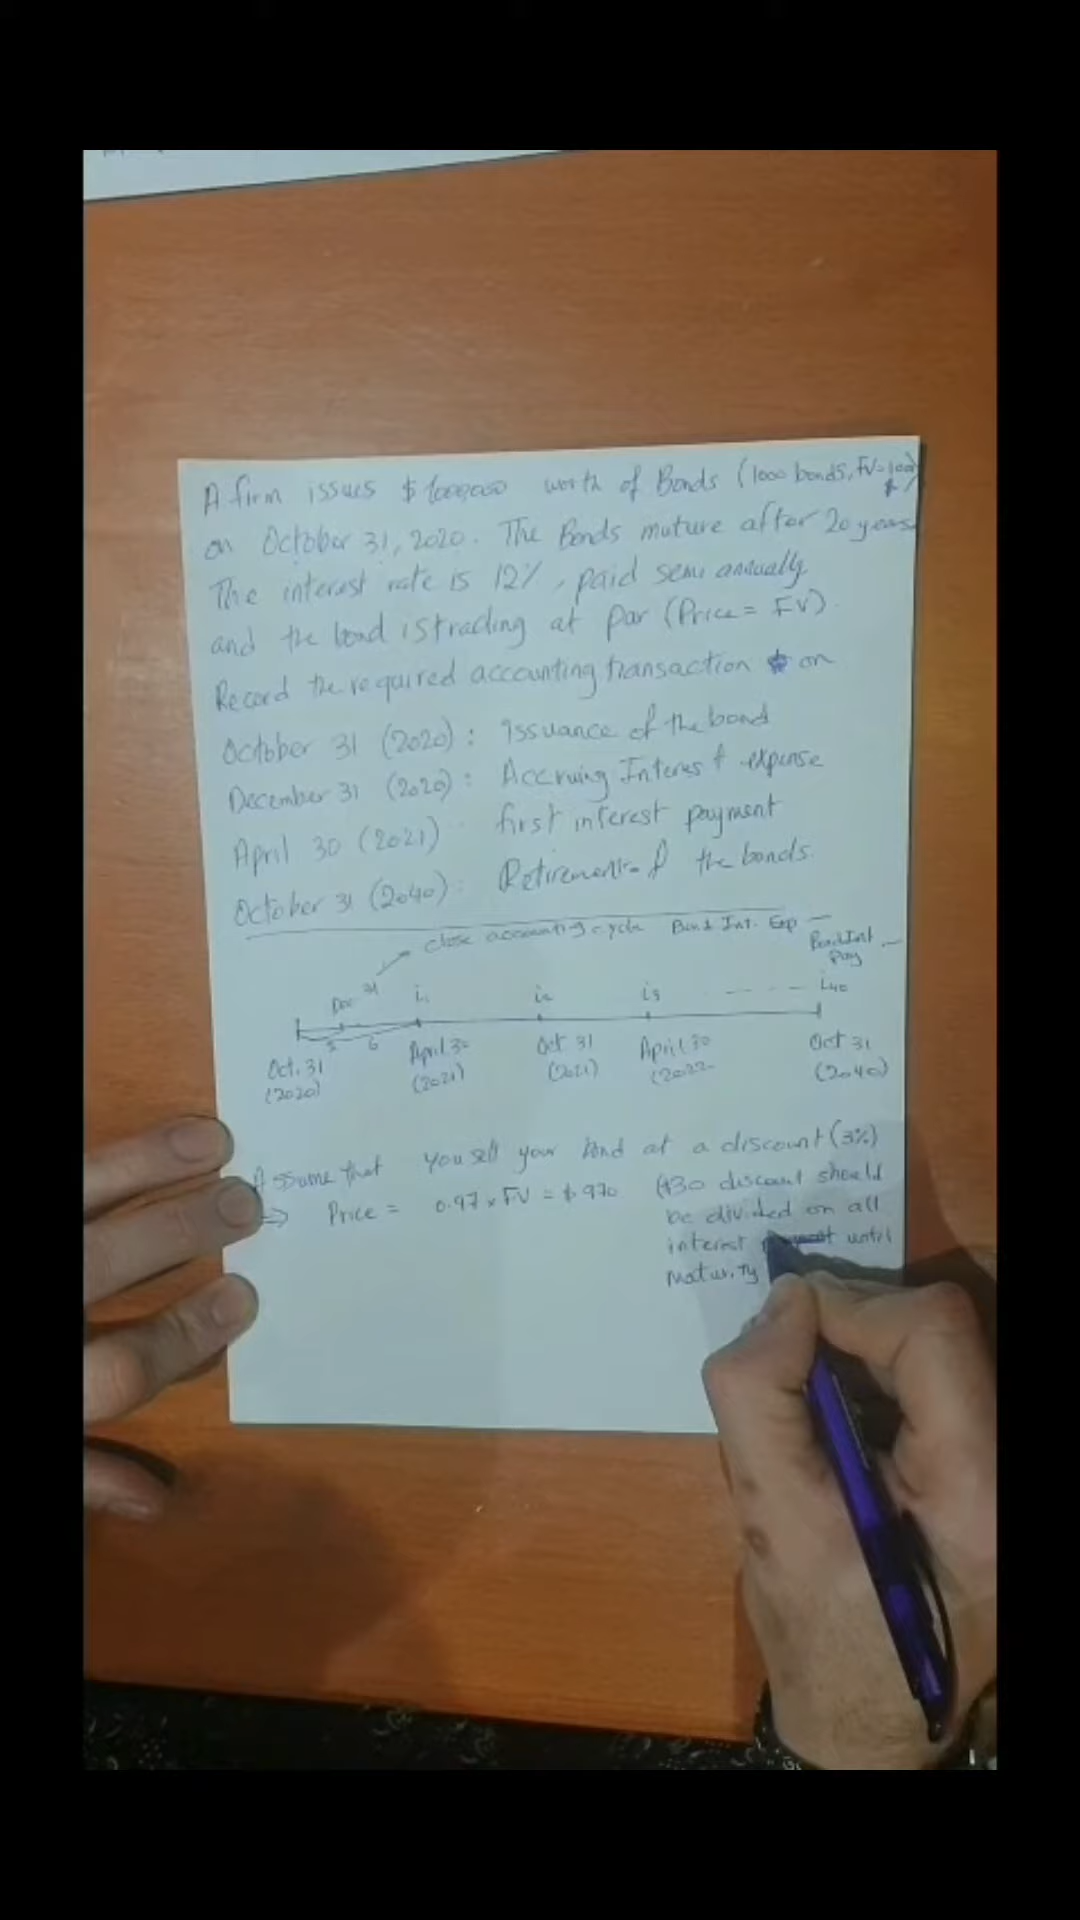 A firm issues $1000000 worth of Bonds (1000 bonds, FV=
on October 31, 2020. The Bonds mature after 20 years
The interest rate is 12%, paid semi annually
and the bond is trading at par (Price = FV).
Record the required accounting transaction on
October 31 (2020): Issuance of the bond
December 31 (2020): Accruing Interest expense
April 30 (2021) first interest payment
October 31 (2040): Retirement of the bonds.
close accounting cycle Bond Int. Exp —
Bond Int. —
Pay
Dec 31 i₁ i₂ i₃ - - - - i₄₀
6
Oct. 31 April 30 Oct 31 April 30 Oct 31
(2020) (2021) (2021) (2022 (2040)
Assume that you sell your bond at a discount (3%)
⇒ Price = 0.97 x FV = $970 ($30 discount should
be divided on all
interest until
maturity